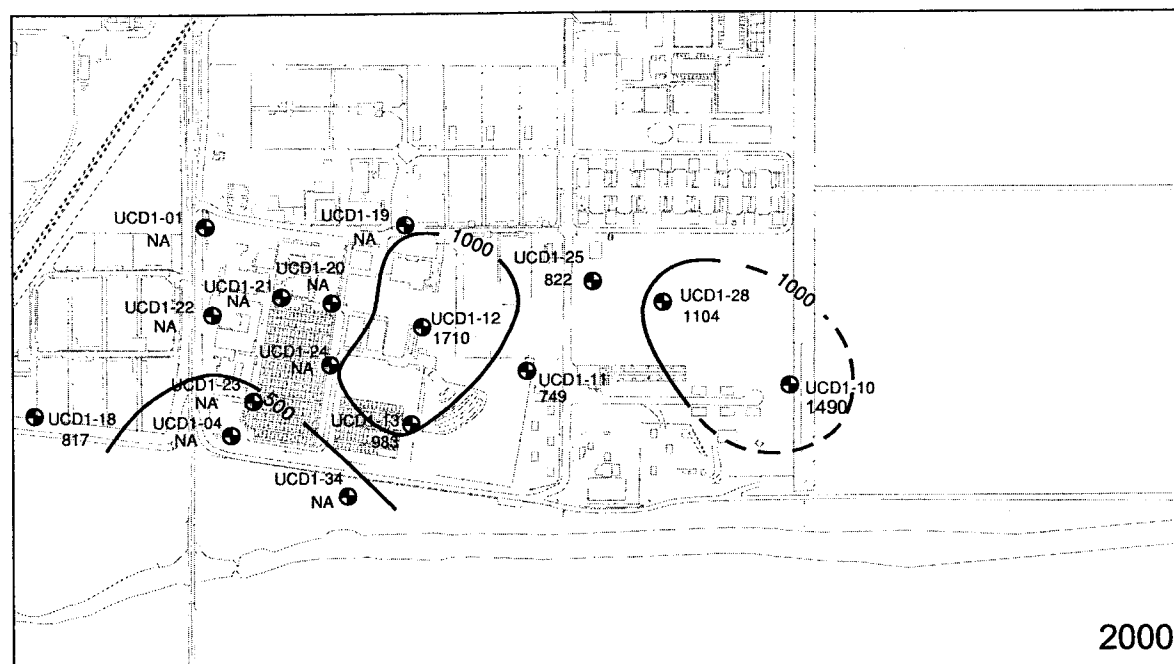 UCD1-01
NA
UCD1-19
NA
1000
UCD1-25
822
UCD1-20
NA
UCD1-21
NA
UCD1-22
NA
UCD1-28
1104
1000
UCD1-12
1710
UCD1-24
NA
UCD1-11
749
UCD1-10
1490
UCD1-23
NA
500
UCD1-18
817
UCD1-04
NA
UCD1-13
983
UCD1-34
NA
2000